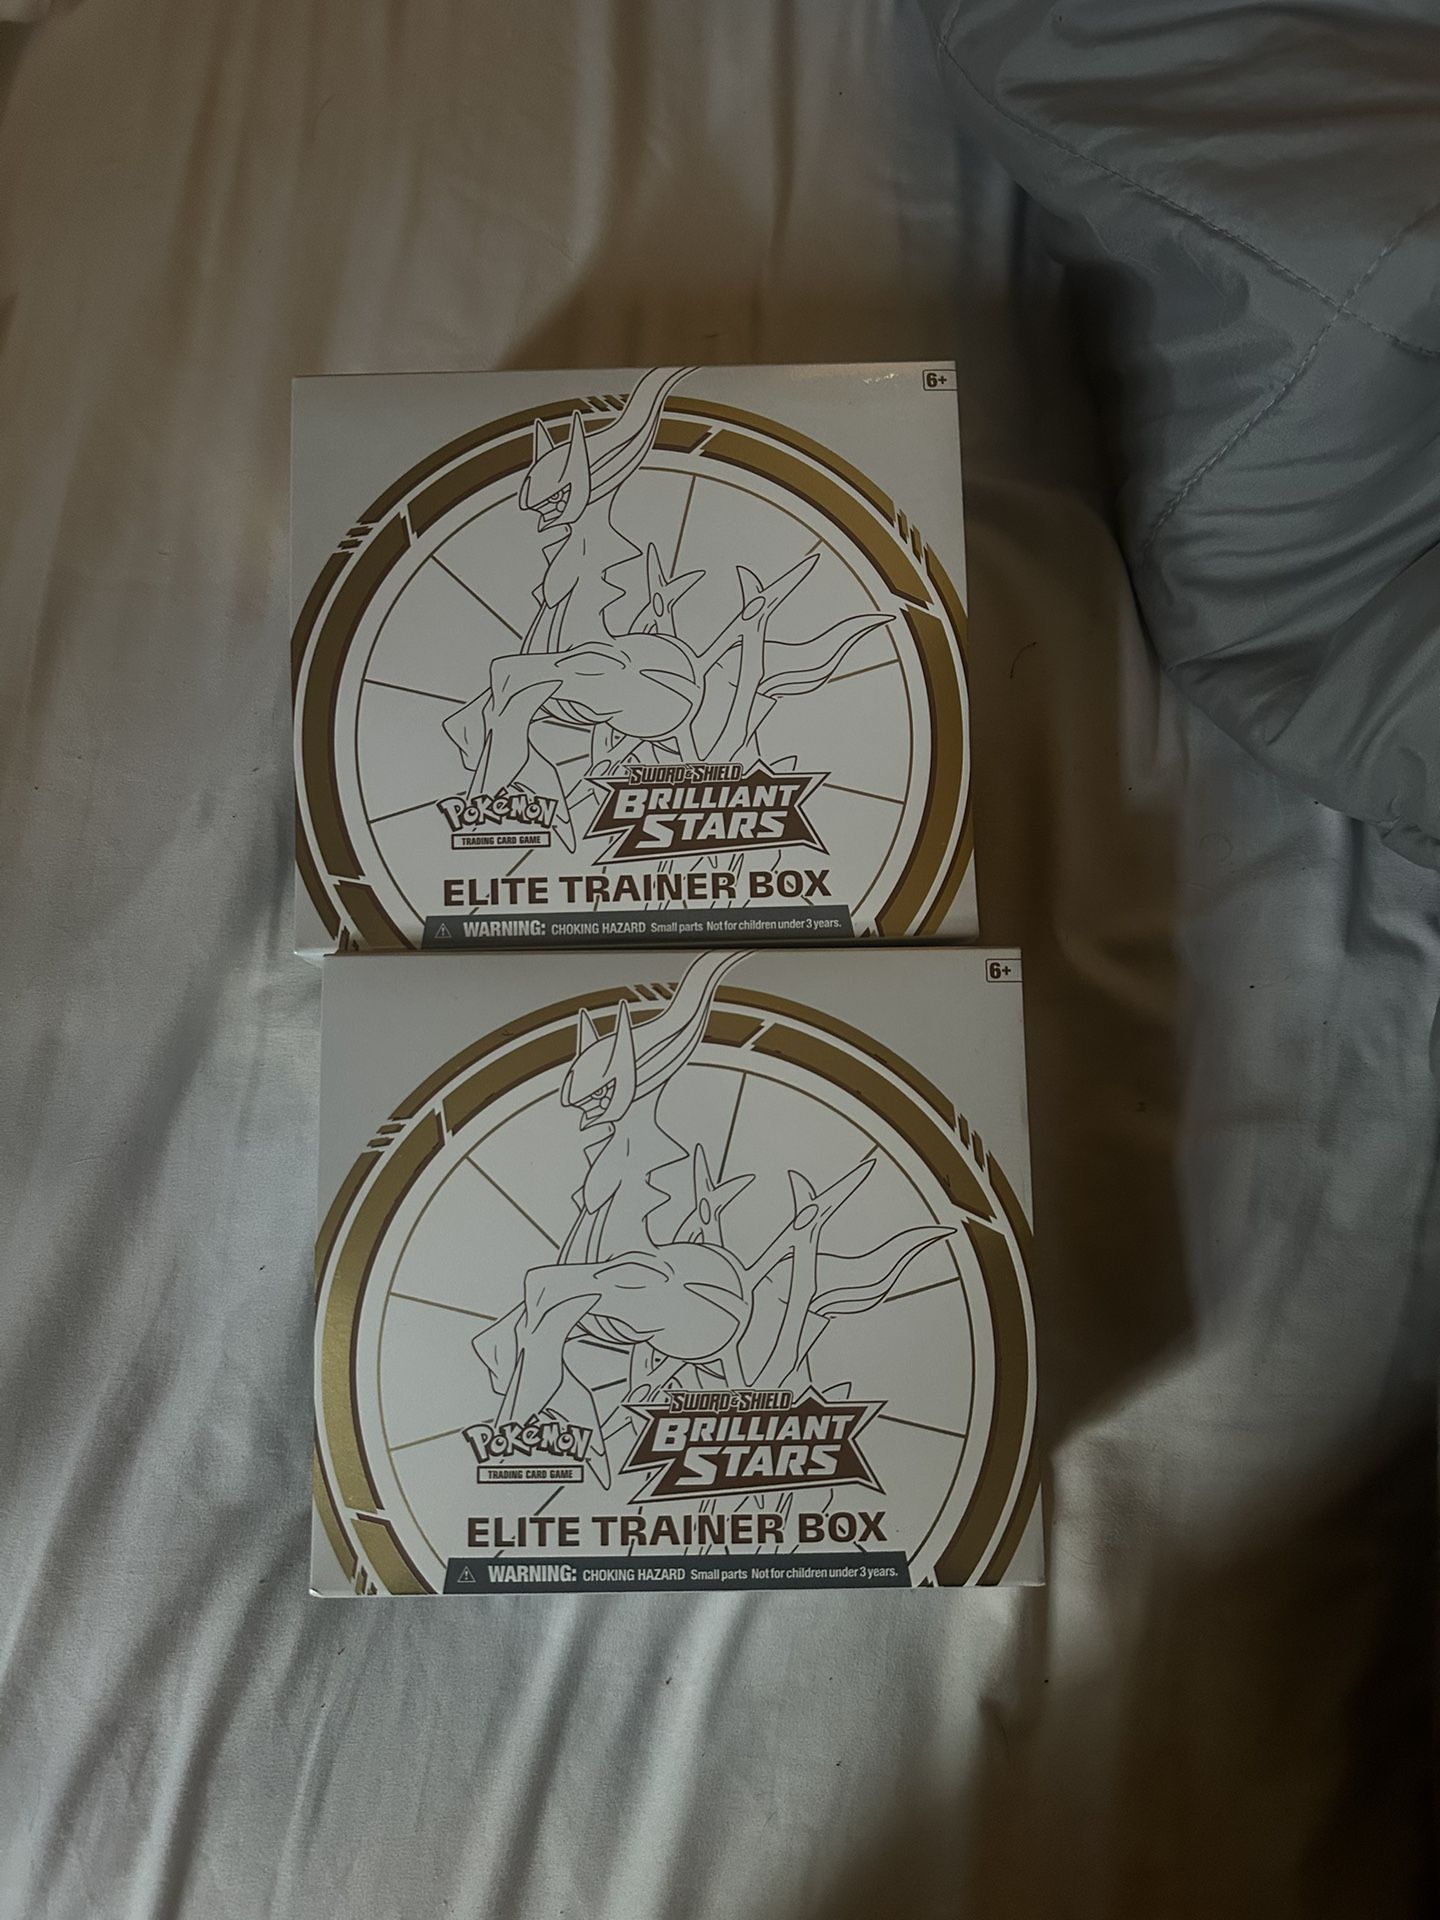 6+
SWORD & SHIELD
BRILLIANT
STARS
POKéMON
TRADING CARD GAME
ELITE TRAINER BOX
WARNING: CHOKING HAZARD Small parts Not for children under 3 years.
6+
SWORD & SHIELD
BRILLIANT
STARS
POKéMON
TRADING CARD GAME
ELITE TRAINER BOX
WARNING: CHOKING HAZARD Small parts Not for children under 3 years.